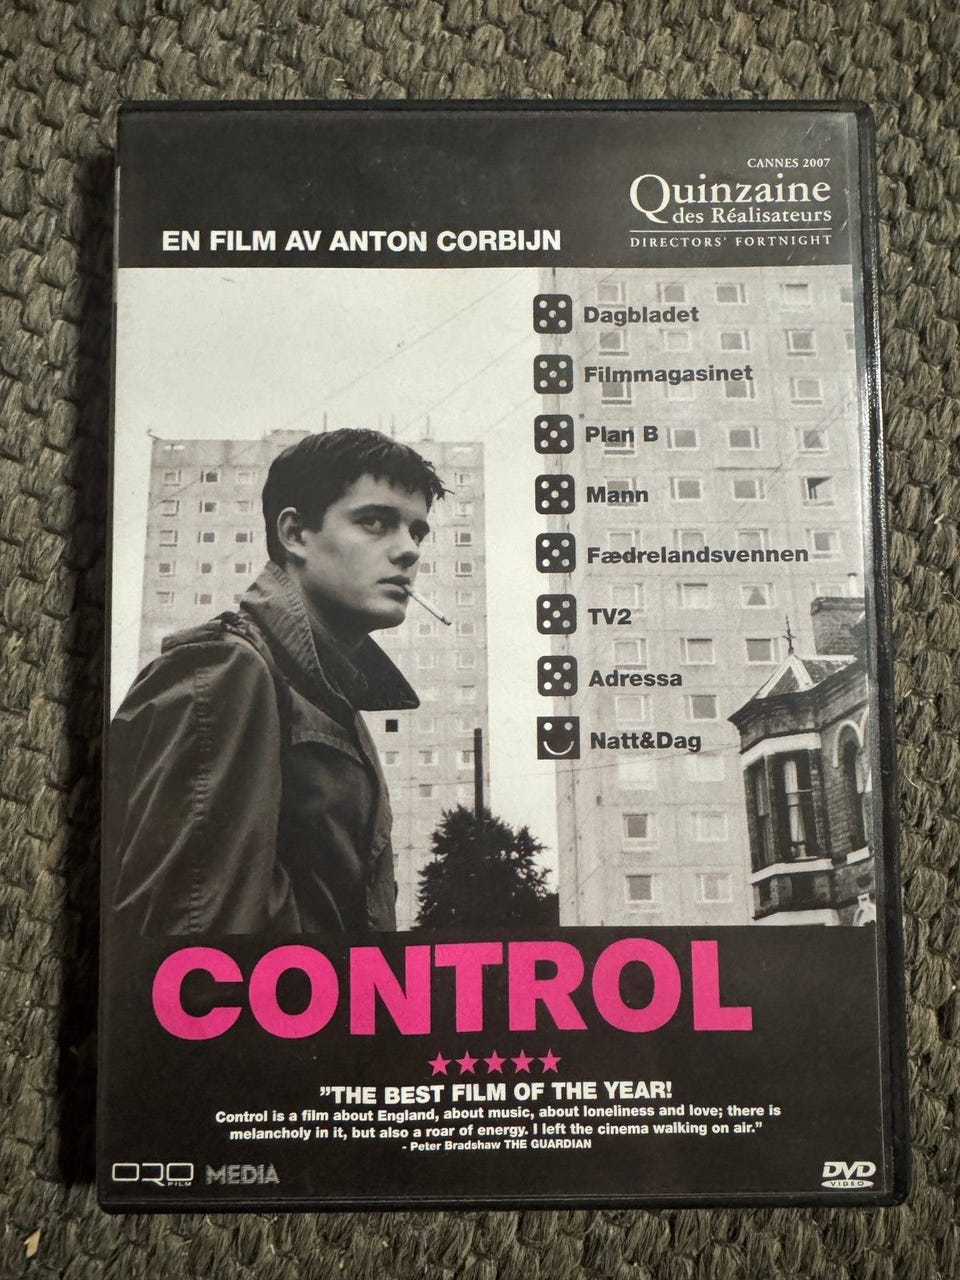 CANNES 2007
Quinzaine
des Réalisateurs
DIRECTORS' FORTNIGHT
EN FILM AV ANTON CORBIJN
Dagbladet
Filmmagasinet
Plan B
Mann
Fædrelandsvennen
TV2
Adressa
Natt&Dag
CONTROL
”THE BEST FILM OF THE YEAR!
Control is a film about England, about music, about loneliness and love; there is
melancholy in it, but also a roar of energy. I left the cinema walking on air.”
- Peter Bradshaw THE GUARDIAN
ORO FILM MEDIA
DVD VIDEO